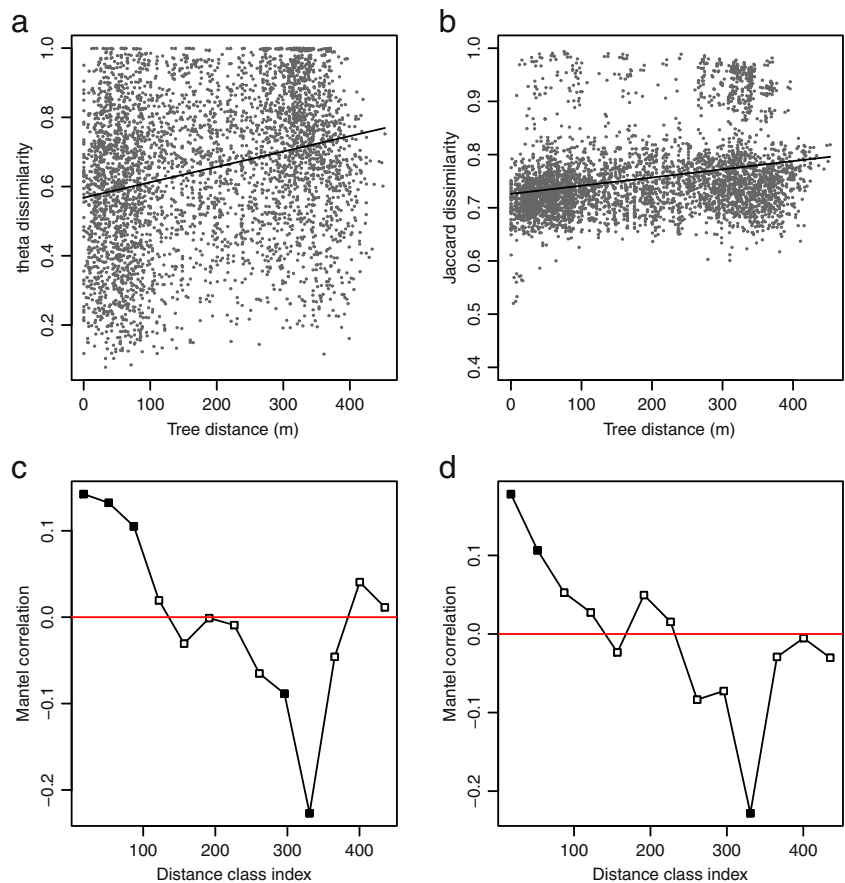 a
1.0
0.8
0.6
0.4
0.2
theta dissimilarity
0 100 200 300 400
Tree distance (m)
b
1.0
0.9
0.8
0.7
0.6
0.5
0.4
Jaccard dissimilarity
0 100 200 300 400
Tree distance (m)
c
0.1
0.0
−0.1
−0.2
Mantel correlation
100 200 300 400
Distance class index
d
0.1
0.0
−0.1
−0.2
Mantel correlation
100 200 300 400
Distance class index